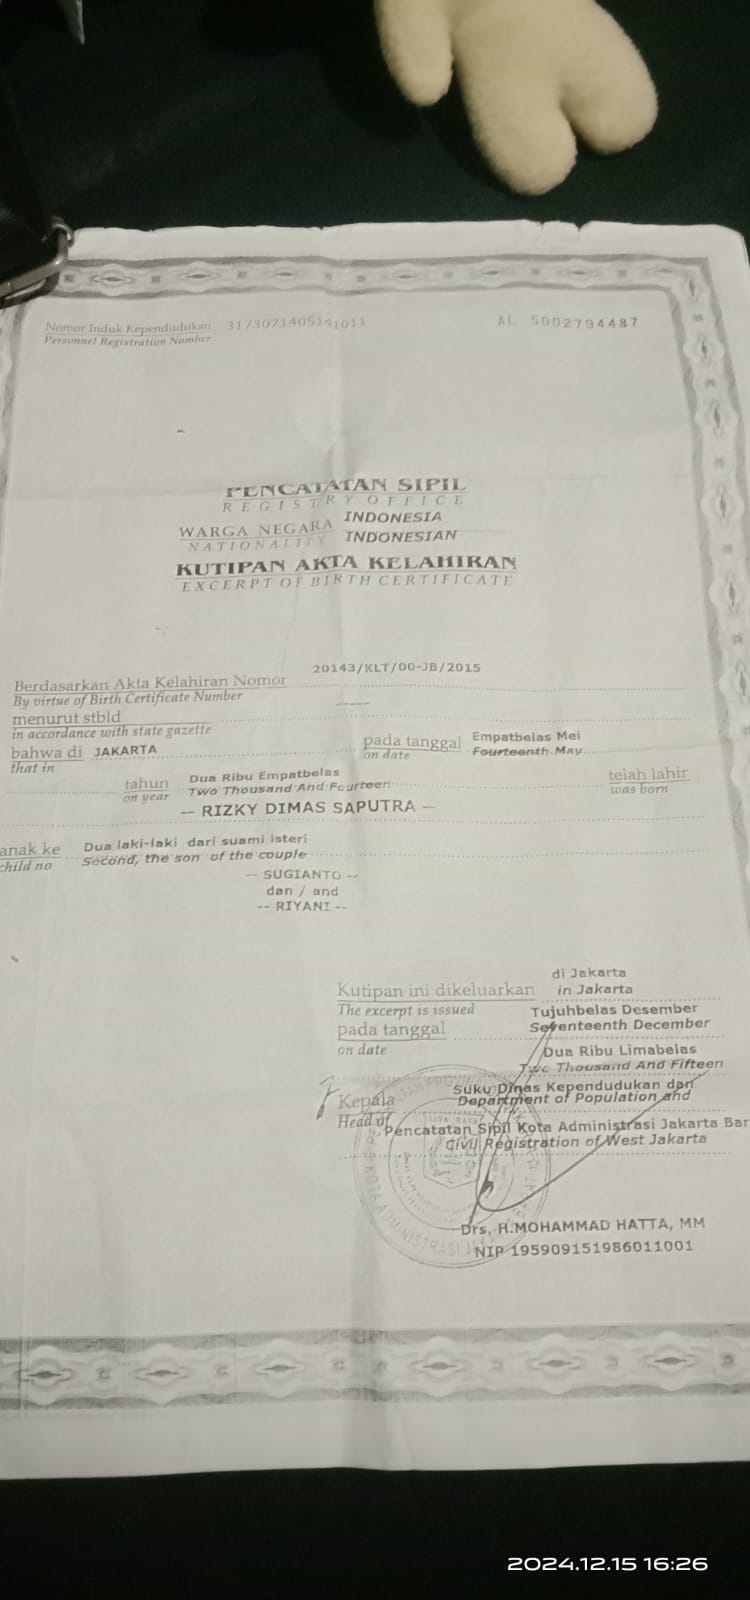 Nomor Induk Kependudukan 3173071405141011 AL 5002794487
Personnel Registration Number
PENCATATAN SIPIL
REGISTRY OFFICE
WARGA NEGARA INDONESIA
NATIONALITY INDONESIAN
KUTIPAN AKTA KELAHIRAN
EXCERPT OF BIRTH CERTIFICATE
Berdasarkan Akta Kelahiran Nomor 20143/KLT/00-JB/2015
By virtue of Birth Certificate Number
menurut stbld -----
in accordance with state gazette
bahwa di JAKARTA pada tanggal Empatbelas Mei
that in on date Fourteenth May
tahun Dua Ribu Empatbelas telah lahir
on year Two Thousand And Fourteen was born
-- RIZKY DIMAS SAPUTRA --
anak ke Dua laki-laki dari suami isteri
child no Second, the son of the couple
-- SUGIANTO --
dan / and
-- RIYANI --
di Jakarta
Kutipan ini dikeluarkan in Jakarta
The excerpt is issued Tujuhbelas Desember
pada tanggal Seventeenth December
on date Dua Ribu Limabelas
Two Thousand And Fifteen
Kepala Suku Dinas Kependudukan dan
Head of Department of Population and
Pencatatan Sipil Kota Administrasi Jakarta Bar
Civil Registration of West Jakarta
Drs. H.MOHAMMAD HATTA, MM
NIP 195909151986011001
2024.12.15 16:26